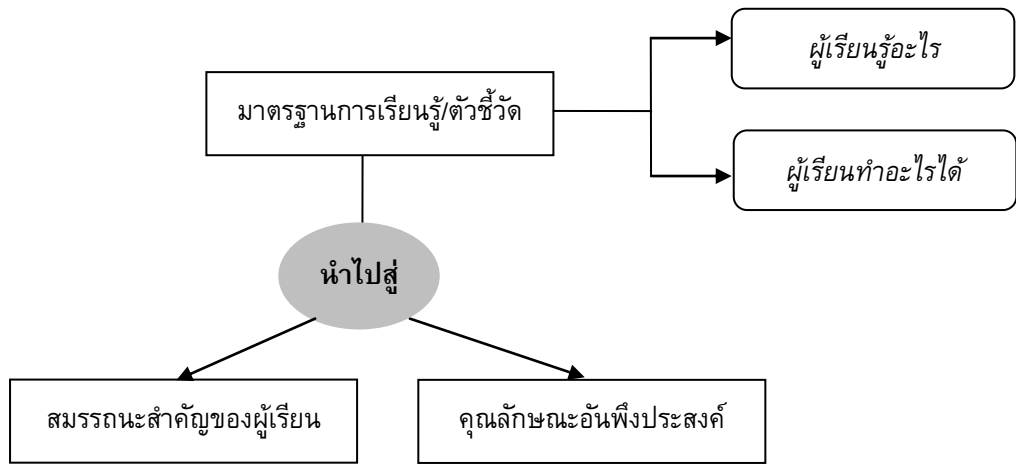 ผู้เรียนรู้อะไร
มาตรฐานการเรียนรู้/ตัวชี้วัด
ผู้เรียนทำอะไรได้
นำไปสู่
สมรรถนะสำคัญของผู้เรียน
คุณลักษณะอันพึงประสงค์